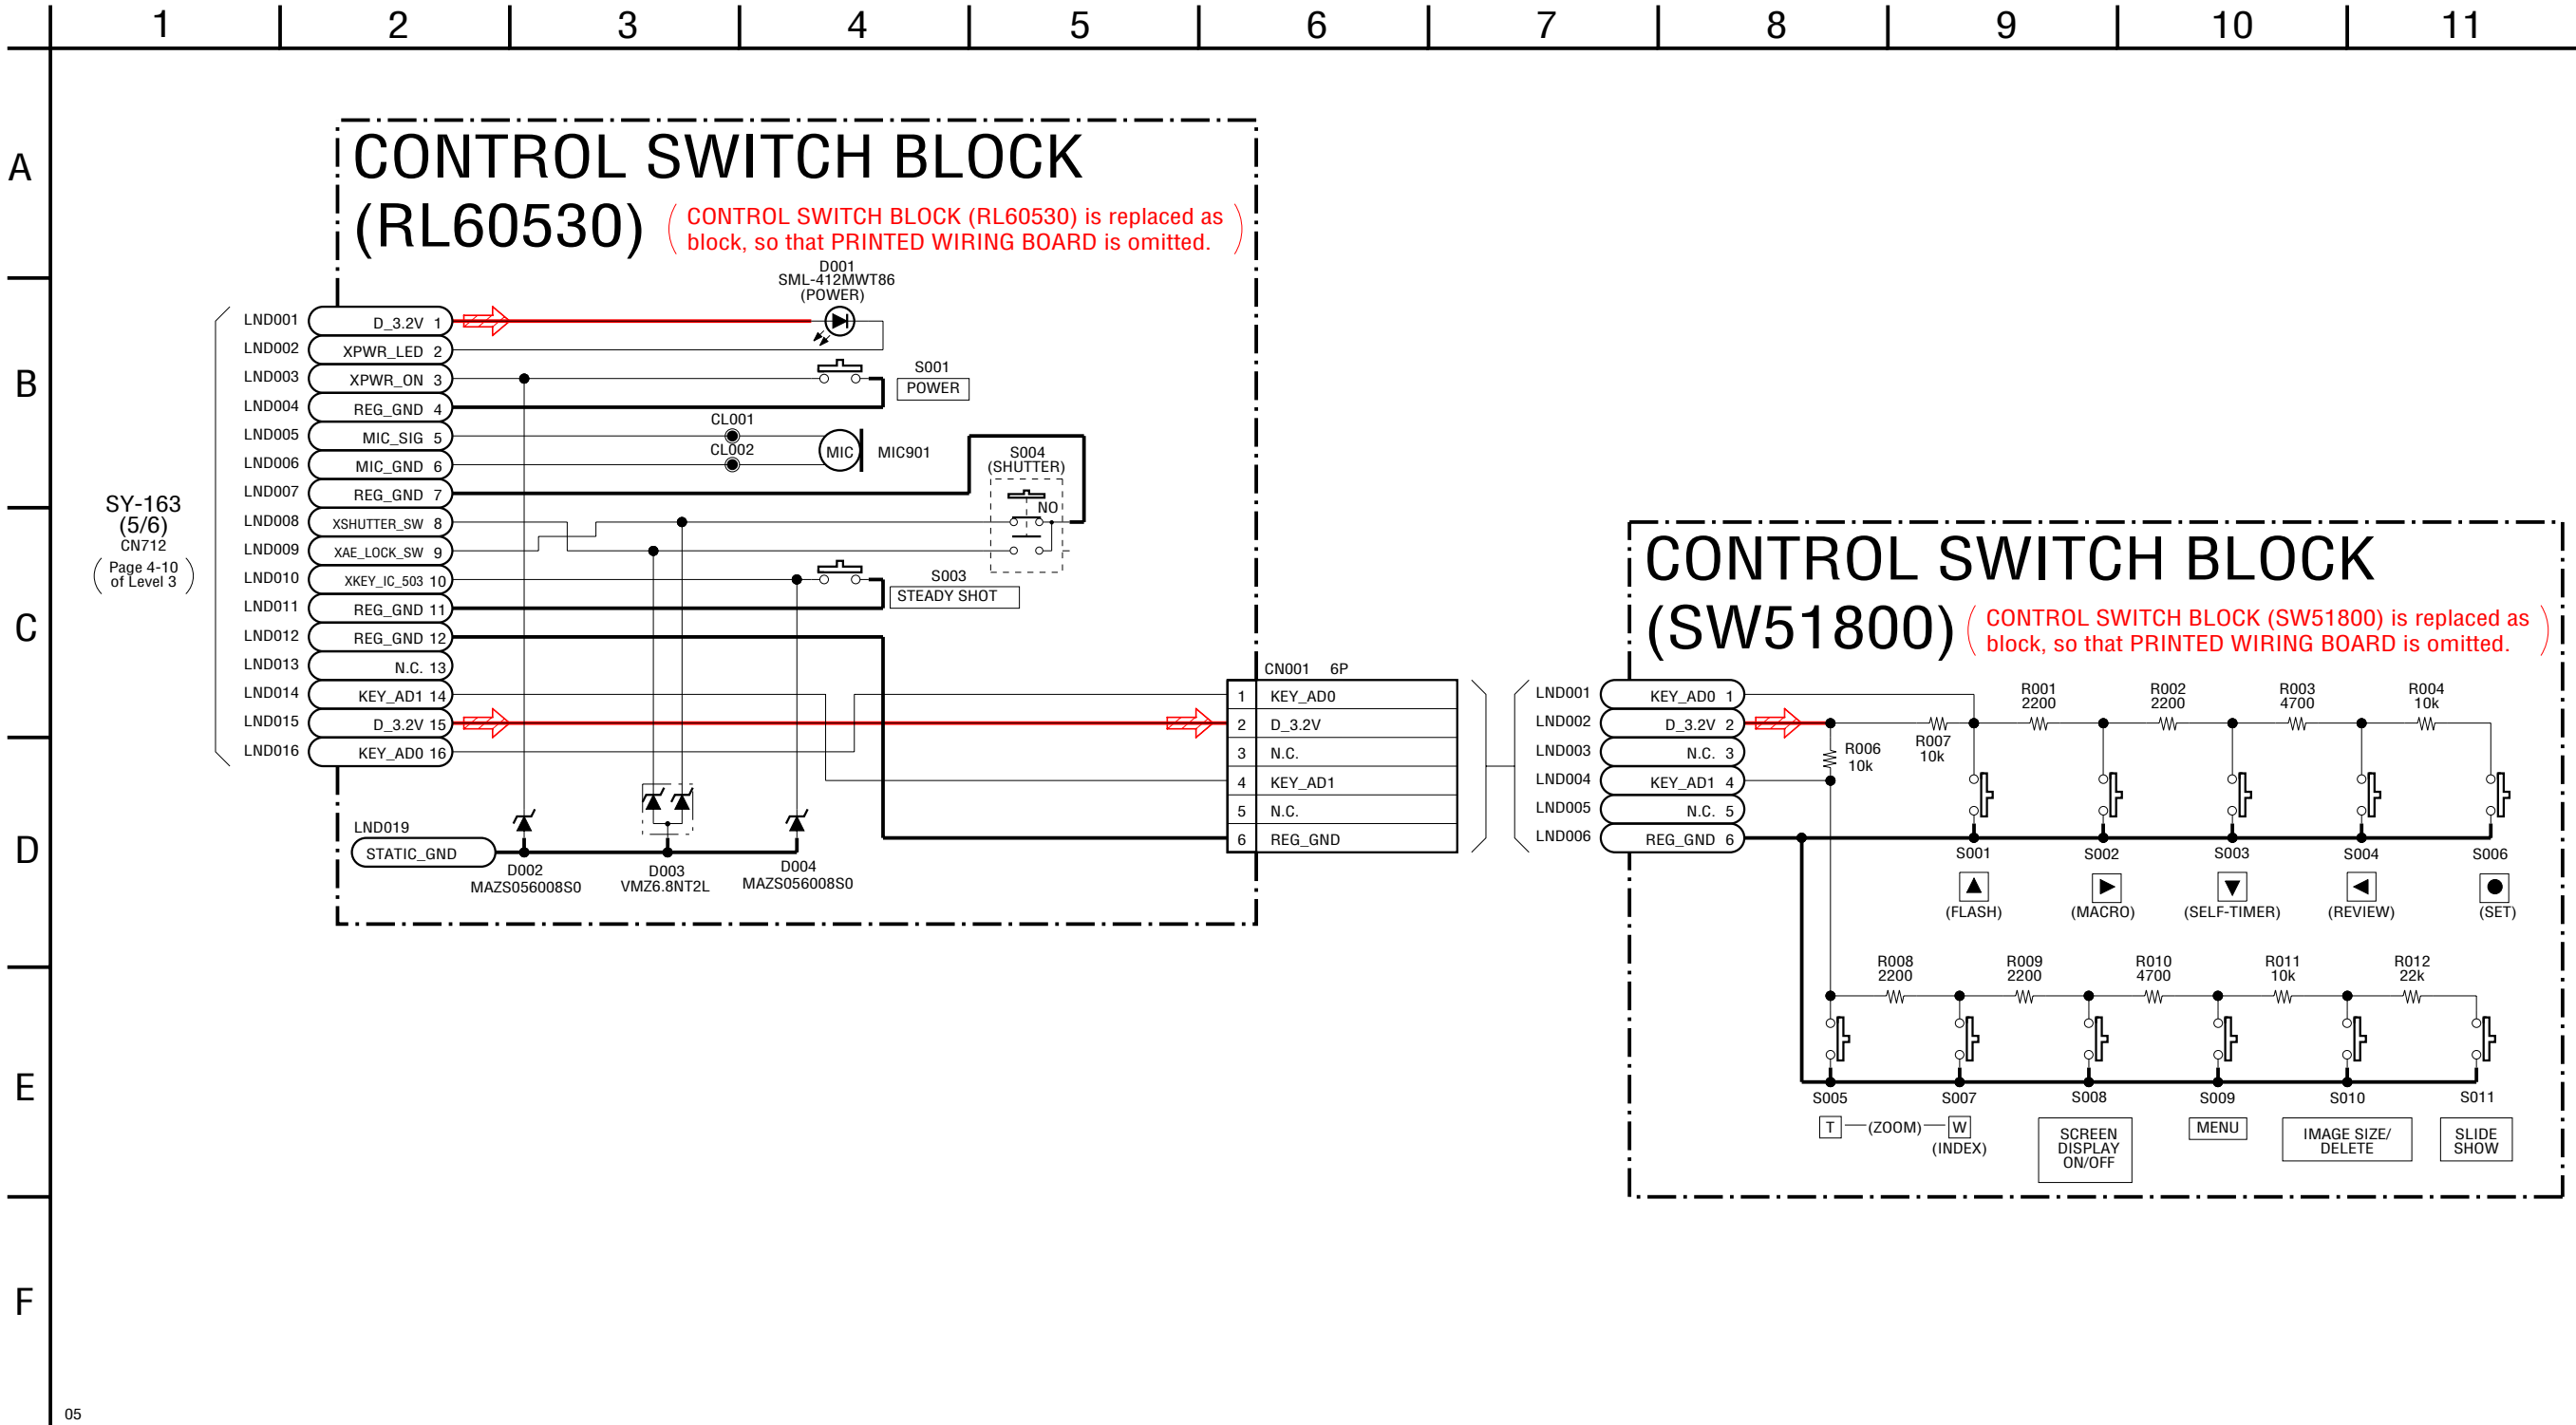 1 2 3 4 5 6 7 8 9 10 11
A
B
C
D
E
F
CONTROL SWITCH BLOCK
(RL60530)
CONTROL SWITCH BLOCK (RL60530) is replaced as
block, so that PRINTED WIRING BOARD is omitted.
D001
SML-412MWT86
(POWER)
SY-163
(5/6)
CN712
Page 4-10
of Level 3
LND001 D_3.2V 1
LND002 XPWR_LED 2
LND003 XPWR_ON 3
LND004 REG_GND 4
LND005 MIC_SIG 5
LND006 MIC_GND 6
LND007 REG_GND 7
LND008 XSHUTTER_SW 8
LND009 XAE_LOCK_SW 9
LND010 XKEY_IC_503 10
LND011 REG_GND 11
LND012 REG_GND 12
LND013 N.C. 13
LND014 KEY_AD1 14
LND015 D_3.2V 15
LND016 KEY_AD0 16
S001
POWER
CL001
CL002
MIC
MIC901
S004
(SHUTTER)
NO
S003
STEADY SHOT
LND019
STATIC_GND
D002
MAZS056008S0
D003
VMZ6.8NT2L
D004
MAZS056008S0
CN001 6P
1 KEY_AD0
2 D_3.2V
3 N.C.
4 KEY_AD1
5 N.C.
6 REG_GND
CONTROL SWITCH BLOCK
(SW51800)
CONTROL SWITCH BLOCK (SW51800) is replaced as
block, so that PRINTED WIRING BOARD is omitted.
LND001 KEY_AD0 1
LND002 D_3.2V 2
LND003 N.C. 3
LND004 KEY_AD1 4
LND005 N.C. 5
LND006 REG_GND 6
R001
2200
R002
2200
R003
4700
R004
10k
R006
10k
R007
10k
S001
(FLASH)
S002
(MACRO)
S003
(SELF-TIMER)
S004
(REVIEW)
S006
(SET)
R008
2200
R009
2200
R010
4700
R011
10k
R012
22k
S005 S007 S008 S009 S010 S011
T (ZOOM) W
(INDEX)
SCREEN
DISPLAY
ON/OFF
MENU
IMAGE SIZE/
DELETE
SLIDE
SHOW
05